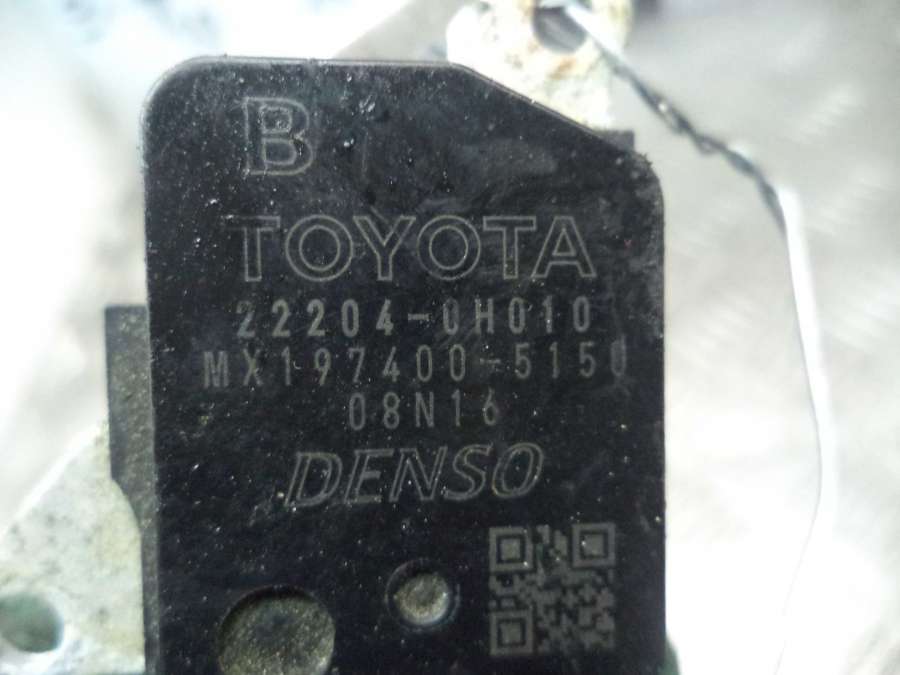 B
TOYOTA
22204-0H010
MX197400-5150
08N16
DENSO